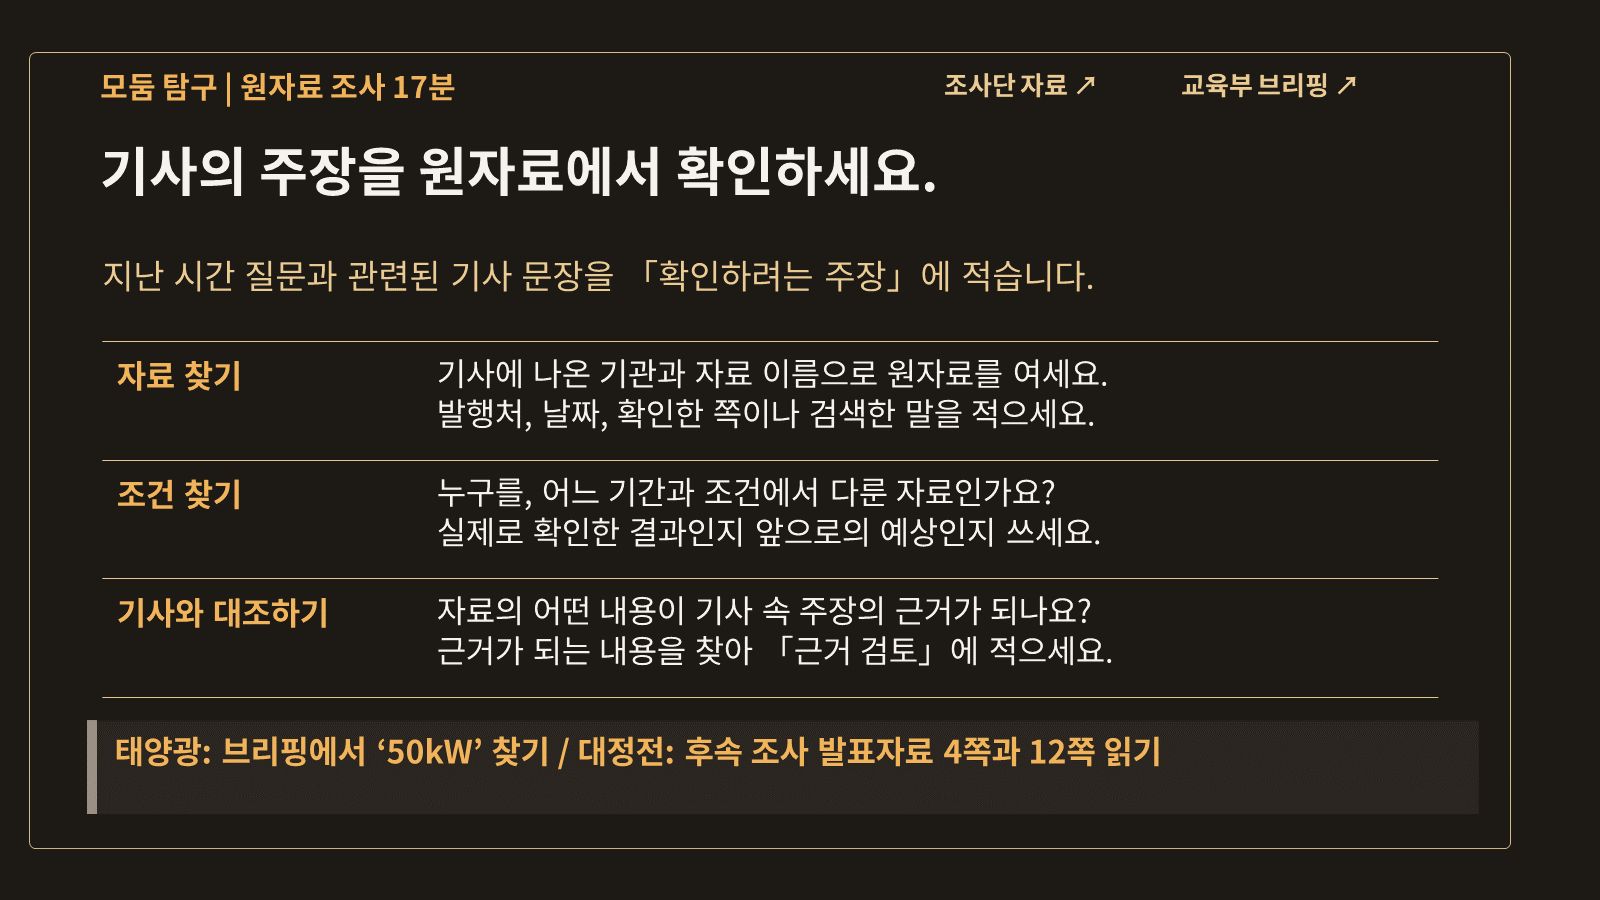 모둠 탐구 | 원자료 조사 17분
조사단 자료 ↗
교육부 브리핑 ↗
기사의 주장을 원자료에서 확인하세요.
지난 시간 질문과 관련된 기사 문장을 「확인하려는 주장」에 적습니다.
자료 찾기
기사에 나온 기관과 자료 이름으로 원자료를 여세요.
발행처, 날짜, 확인한 쪽이나 검색한 말을 적으세요.
조건 찾기
누구를, 어느 기간과 조건에서 다룬 자료인가요?
실제로 확인한 결과인지 앞으로의 예상인지 쓰세요.
기사와 대조하기
자료의 어떤 내용이 기사 속 주장의 근거가 되나요?
근거가 되는 내용을 찾아 「근거 검토」에 적으세요.
태양광: 브리핑에서 ‘50kW’ 찾기 / 대정전: 후속 조사 발표자료 4쪽과 12쪽 읽기